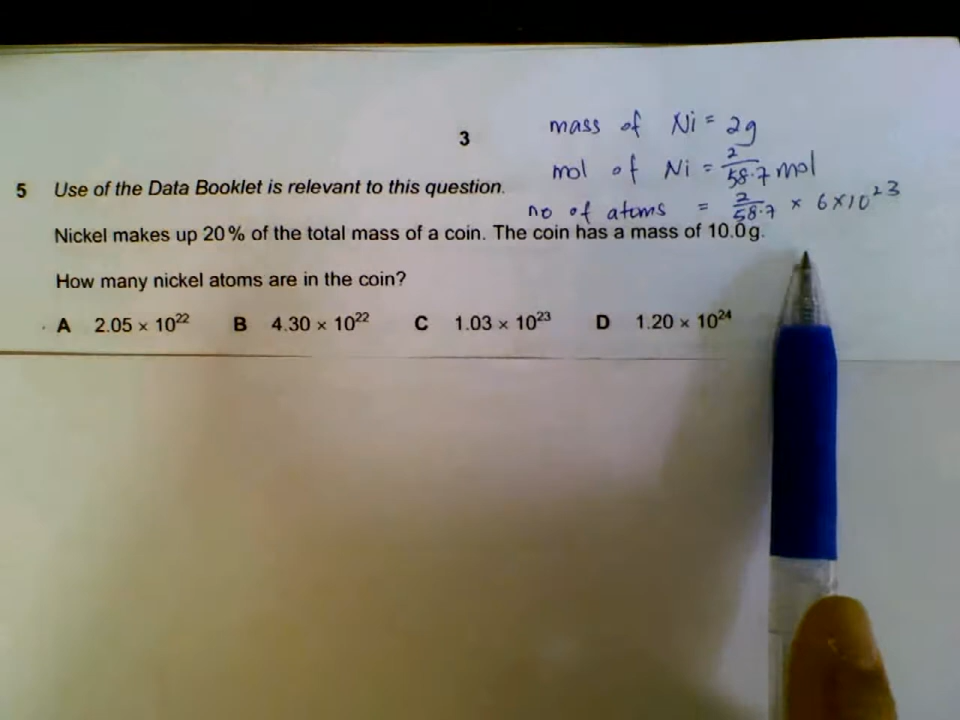 mass of Ni = 2g
3
mol of Ni = 2/58.7 mol
5 Use of the Data Booklet is relevant to this question.
no of atoms = 2/58.7 × 6×10²³
Nickel makes up 20% of the total mass of a coin. The coin has a mass of 10.0g.
How many nickel atoms are in the coin?
A 2.05 × 10²² B 4.30 × 10²² C 1.03 × 10²³ D 1.20 × 10²⁴